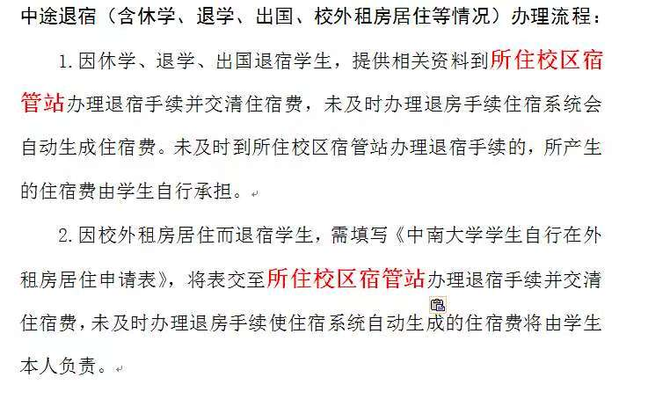 中途退宿（含休学、退学、出国、校外租房居住等情况）办理流程：
1.因休学、退学、出国退宿学生，提供相关资料到所住校区宿
管站办理退宿手续并交清住宿费，未及时办理退房手续住宿系统会
自动生成住宿费。未及时到所住校区宿管站办理退宿手续的，所产生
的住宿费由学生自行承担。
2.因校外租房居住而退宿学生，需填写《中南大学学生自行在外
租房居住申请表》，将表交至所住校区宿管站办理退宿手续并交清
住宿费，未及时办理退房手续使住宿系统自动生成的住宿费将由学生
本人负责。